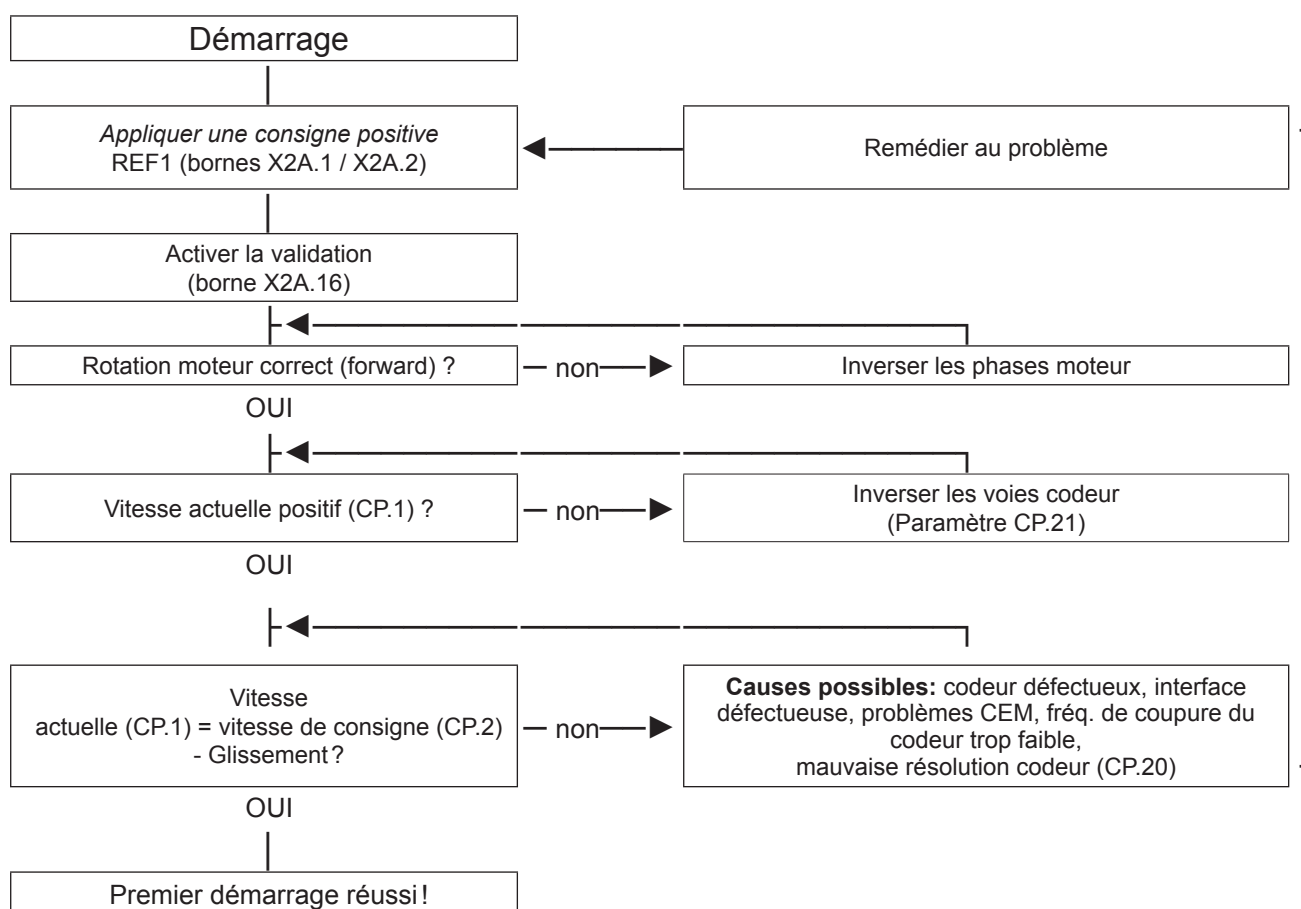 Démarrage
Appliquer une consigne positive
REF1 (bornes X2A.1 / X2A.2)
Remédier au problème
Activer la validation
(borne X2A.16)
Rotation moteur correct (forward) ?
non
Inverser les phases moteur
OUI
Vitesse actuelle positif (CP.1) ?
non
Inverser les voies codeur
(Paramètre CP.21)
OUI
Vitesse
actuelle (CP.1) = vitesse de consigne (CP.2)
- Glissement ?
non
Causes possibles: codeur défectueux, interface
défectueuse, problèmes CEM, fréq. de coupure du
codeur trop faible,
mauvaise résolution codeur (CP.20)
OUI
Premier démarrage réussi !